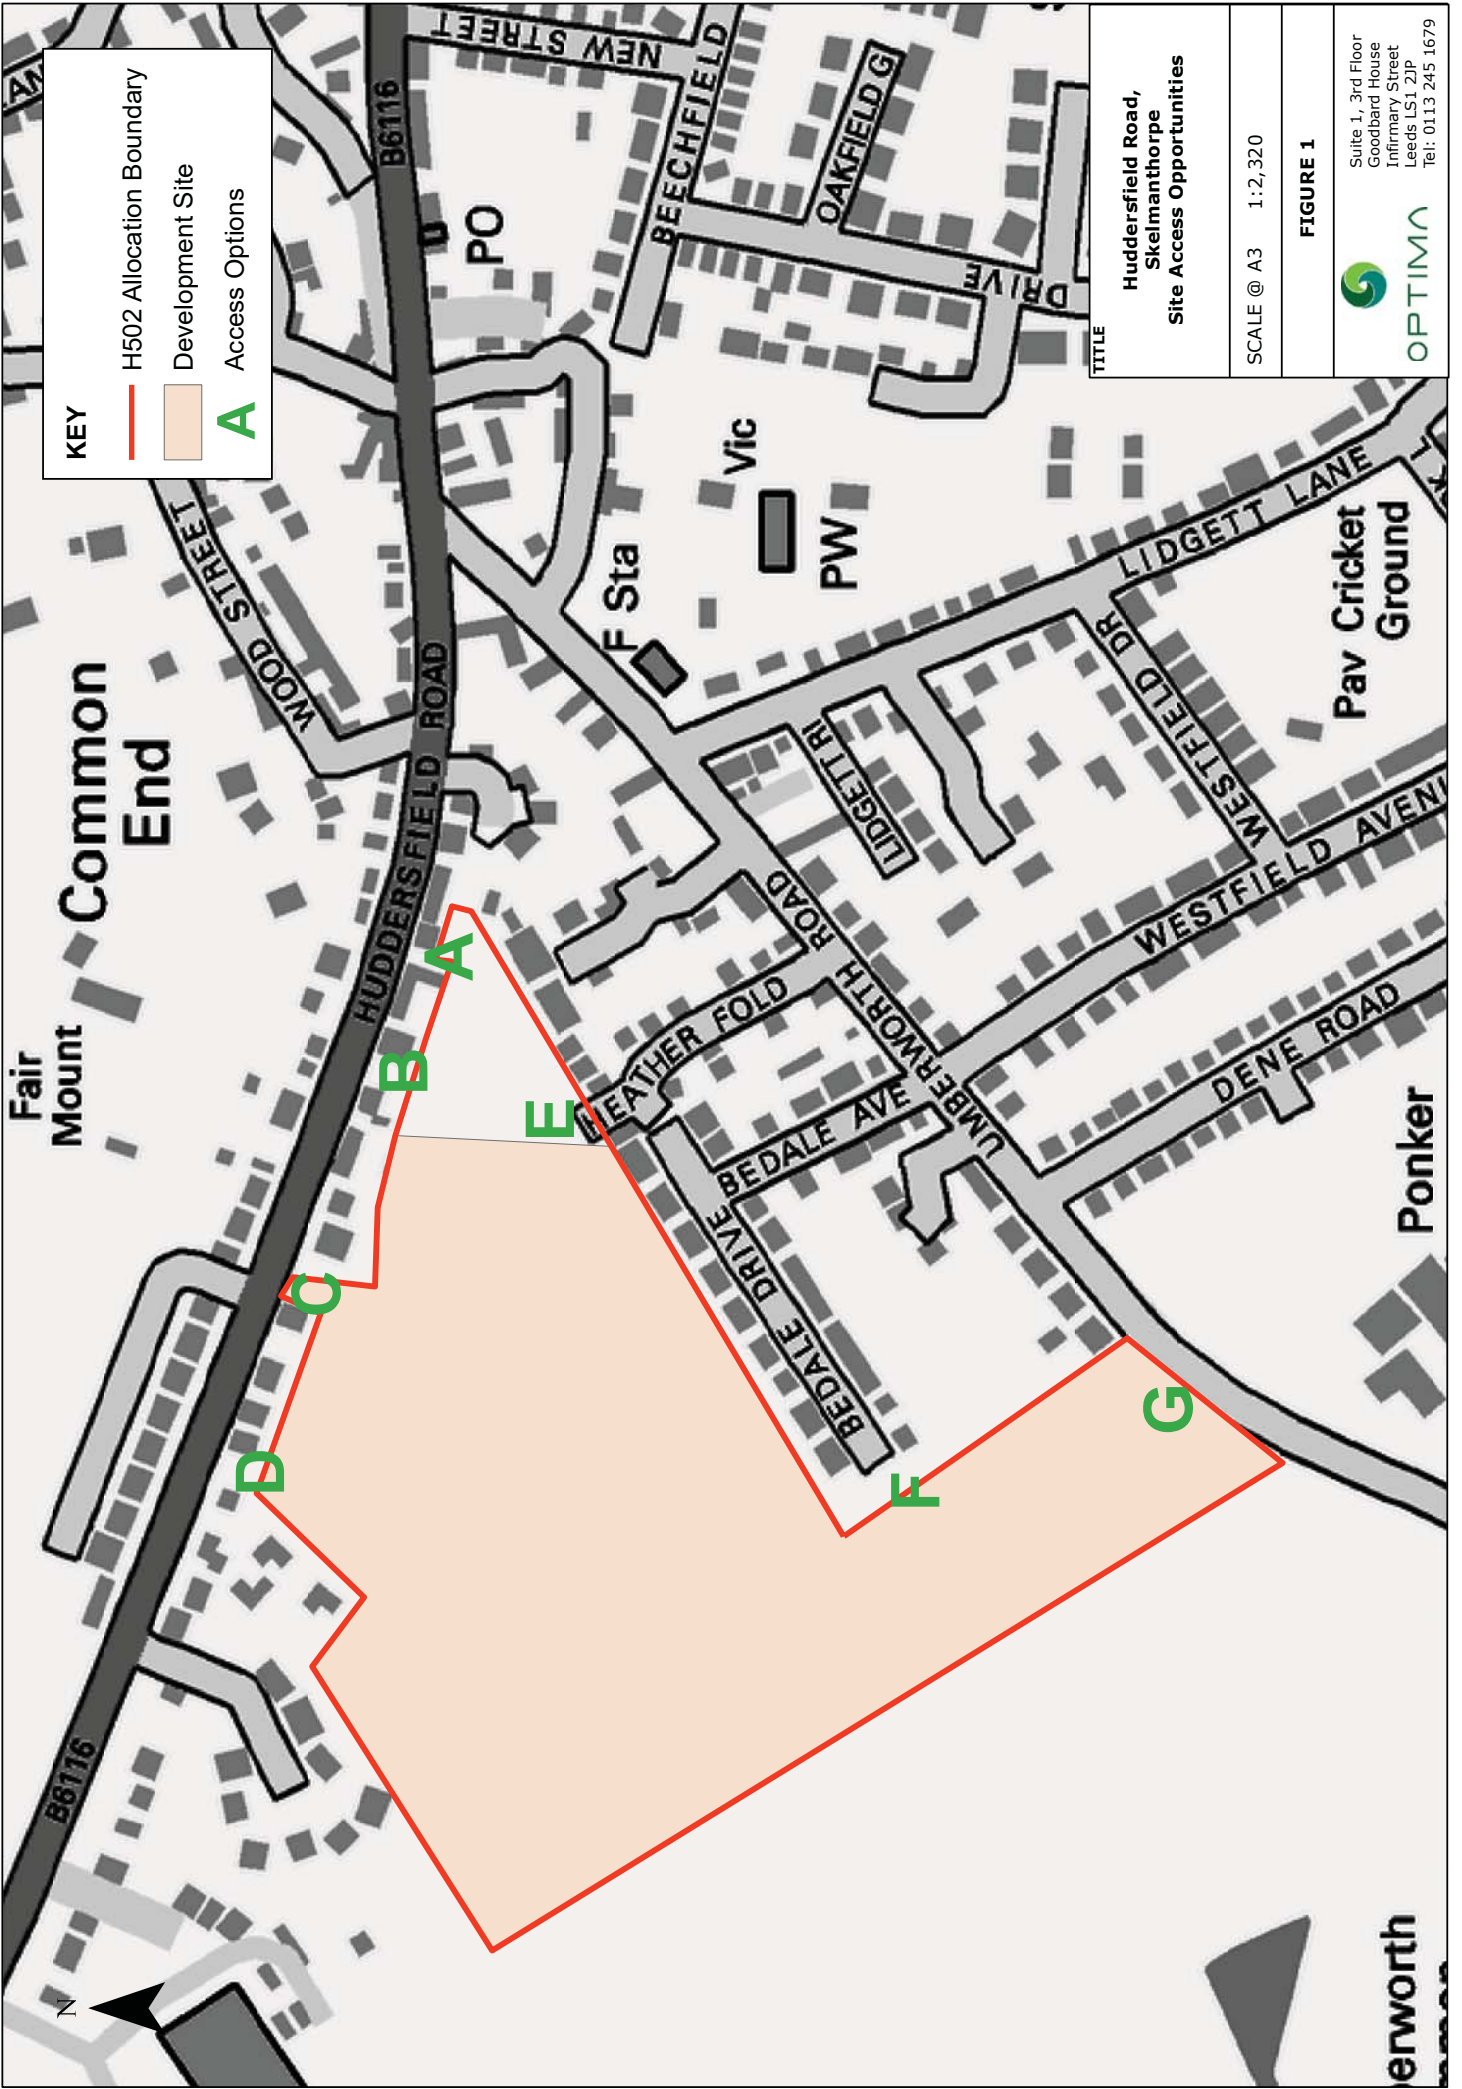 KEY
H502 Allocation Boundary
Development Site
A
Access Options
N
B6116
Fair
Mount
Common
End
WOOD STREET
HUDDERSFIELD ROAD
HUDDERSFIELD
B6116
NEW STREET
PO
BEECHFIELD
OAKFIELD G
DRIVE
D
C
B
A
E
F
G
F Sta
Vic
PW
HEATHER FOLD
BEDALE AVE
BEDALE DRIVE
UMBERWORTH ROAD
LIDGETT RI
LIDGETT LANE
WESTFIELD DR
WESTFIELD AVEN
DENE ROAD
Pav Cricket
Ground
Ponker
erworth
TITLE
Huddersfield Road,
Skelmanthorpe
Site Access Opportunities
SCALE @ A3 1:2,320
FIGURE 1
OPTIMA
Suite 1, 3rd Floor
Goodbard House
Infirmary Street
Leeds LS1 2JP
Tel: 0113 245 1679